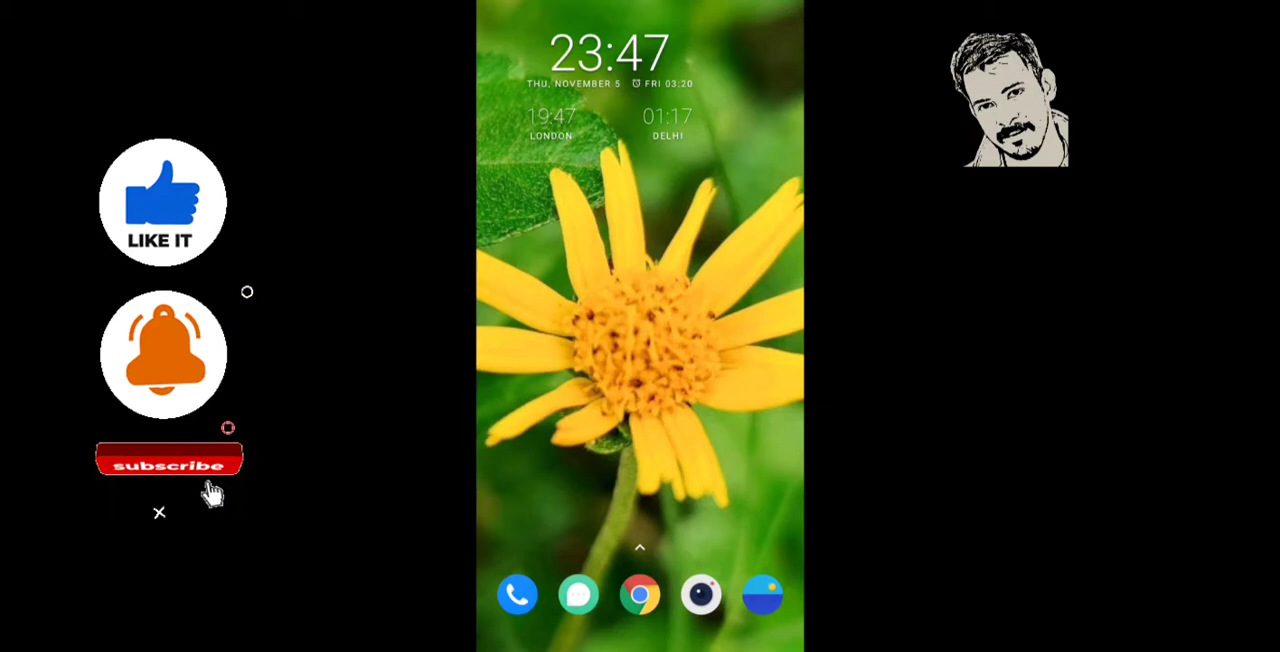 23:47
THU, NOVEMBER 5 FRI 03:20
19:47 01:17
LONDON DELHI
LIKE IT
subscribe